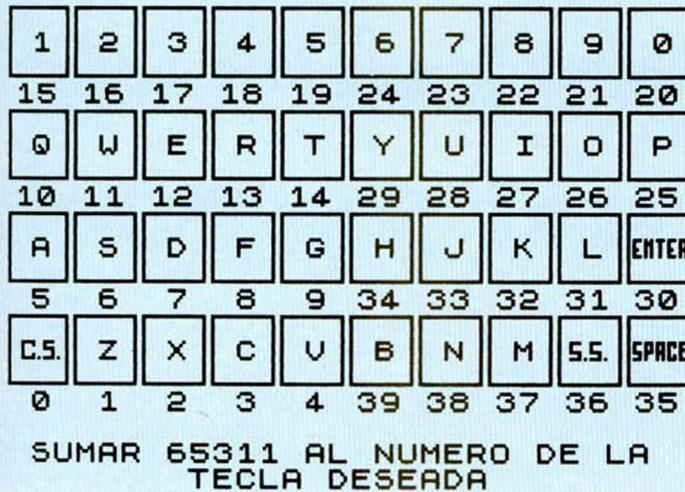 1 2 3 4 5 6 7 8 9 0
15 16 17 18 19 24 23 22 21 20
Q W E R T Y U I O P
10 11 12 13 14 29 28 27 26 25
A S D F G H J K L ENTER
5 6 7 8 9 34 33 32 31 30
C.S. Z X C V B N M S.S. SPACE
0 1 2 3 4 39 38 37 36 35
SUMAR 65311 AL NUMERO DE LA
TECLA DESEADA